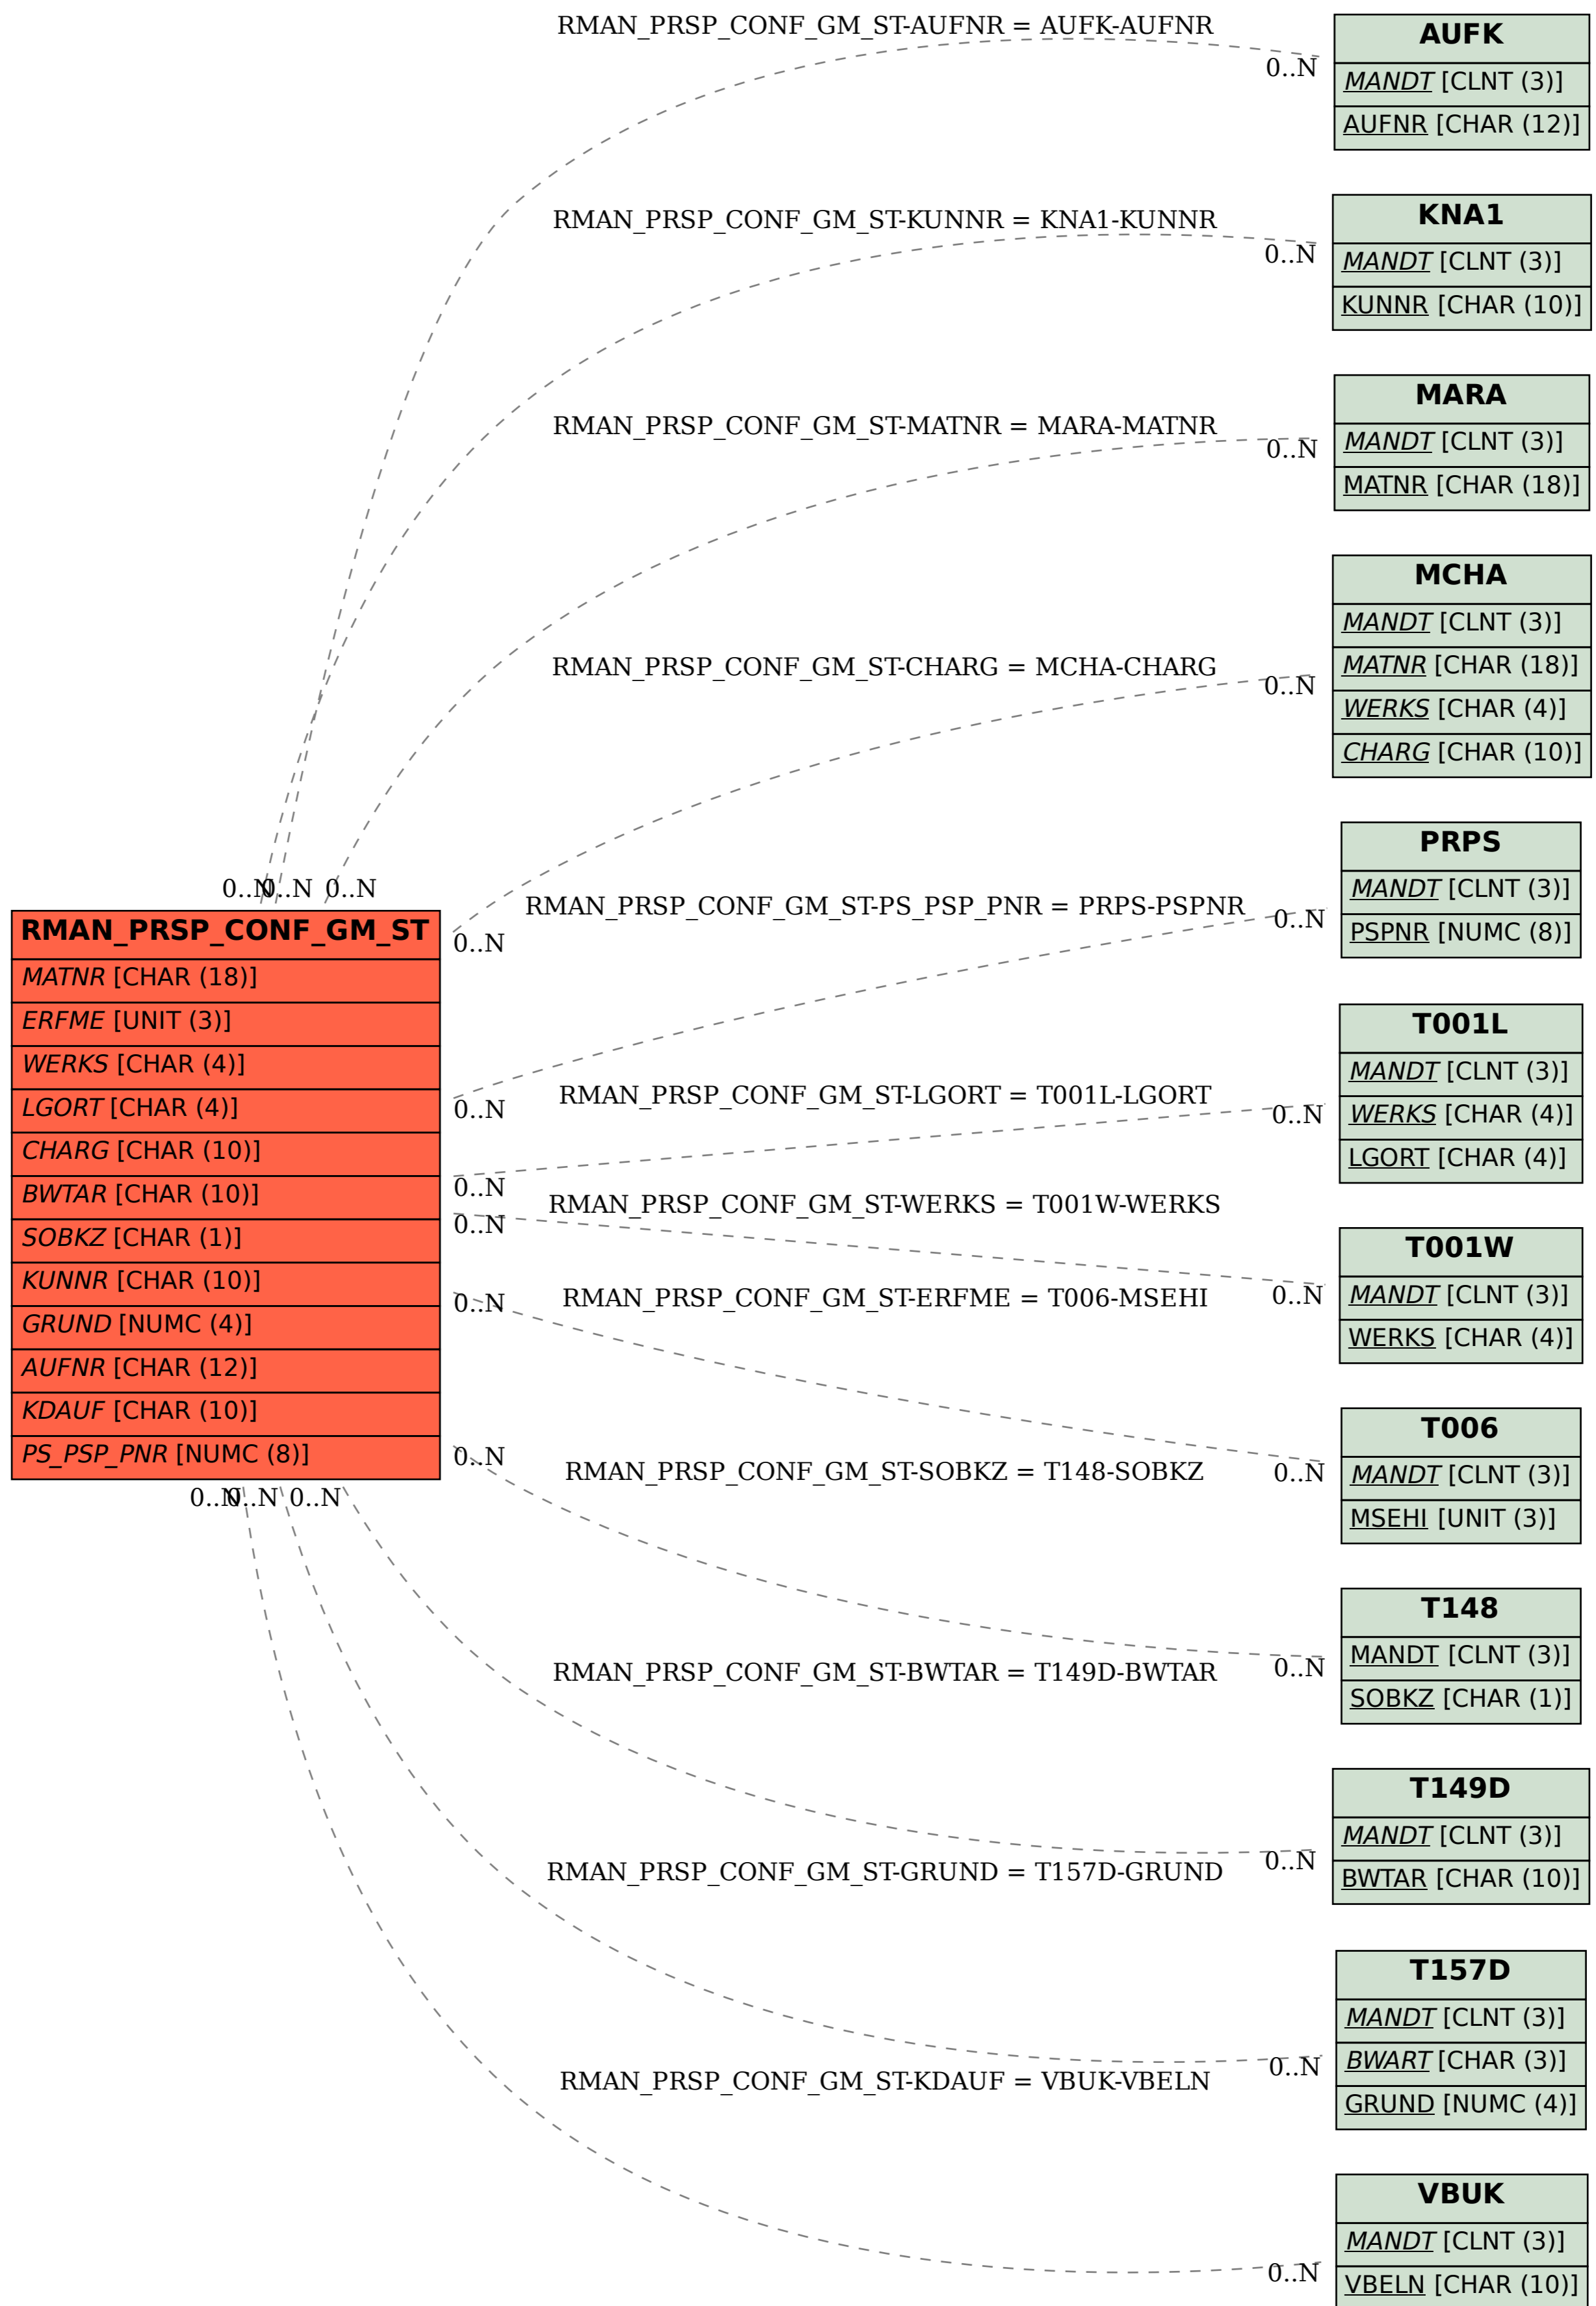 RMAN_PRSP_CONF_GM_ST-AUFNR = AUFK-AUFNR
0..N
AUFK
MANDT [CLNT (3)]
AUFNR [CHAR (12)]
RMAN_PRSP_CONF_GM_ST-KUNNR = KNA1-KUNNR
0..N
KNA1
MANDT [CLNT (3)]
KUNNR [CHAR (10)]
RMAN_PRSP_CONF_GM_ST-MATNR = MARA-MATNR
0..N
MARA
MANDT [CLNT (3)]
MATNR [CHAR (18)]
RMAN_PRSP_CONF_GM_ST-CHARG = MCHA-CHARG
0..N
MCHA
MANDT [CLNT (3)]
MATNR [CHAR (18)]
WERKS [CHAR (4)]
CHARG [CHAR (10)]
0..N
0..N
0..N
RMAN_PRSP_CONF_GM_ST
MATNR [CHAR (18)]
ERFME [UNIT (3)]
WERKS [CHAR (4)]
LGORT [CHAR (4)]
CHARG [CHAR (10)]
BWTAR [CHAR (10)]
SOBKZ [CHAR (1)]
KUNNR [CHAR (10)]
GRUND [NUMC (4)]
AUFNR [CHAR (12)]
KDAUF [CHAR (10)]
PS_PSP_PNR [NUMC (8)]
0..N
0..N
0..N
0..N
RMAN_PRSP_CONF_GM_ST-PS_PSP_PNR = PRPS-PSPNR
0..N
PRPS
MANDT [CLNT (3)]
PSPNR [NUMC (8)]
0..N
RMAN_PRSP_CONF_GM_ST-LGORT = T001L-LGORT
0..N
T001L
MANDT [CLNT (3)]
WERKS [CHAR (4)]
LGORT [CHAR (4)]
0..N
RMAN_PRSP_CONF_GM_ST-WERKS = T001W-WERKS
0..N
0..N
T001W
MANDT [CLNT (3)]
WERKS [CHAR (4)]
0..N
RMAN_PRSP_CONF_GM_ST-ERFME = T006-MSEHI
0..N
T006
MANDT [CLNT (3)]
MSEHI [UNIT (3)]
0..N
RMAN_PRSP_CONF_GM_ST-SOBKZ = T148-SOBKZ
0..N
T148
MANDT [CLNT (3)]
SOBKZ [CHAR (1)]
RMAN_PRSP_CONF_GM_ST-BWTAR = T149D-BWTAR
0..N
T149D
MANDT [CLNT (3)]
BWTAR [CHAR (10)]
RMAN_PRSP_CONF_GM_ST-GRUND = T157D-GRUND
0..N
T157D
MANDT [CLNT (3)]
BWART [CHAR (3)]
GRUND [NUMC (4)]
RMAN_PRSP_CONF_GM_ST-KDAUF = VBUK-VBELN
0..N
VBUK
MANDT [CLNT (3)]
VBELN [CHAR (10)]